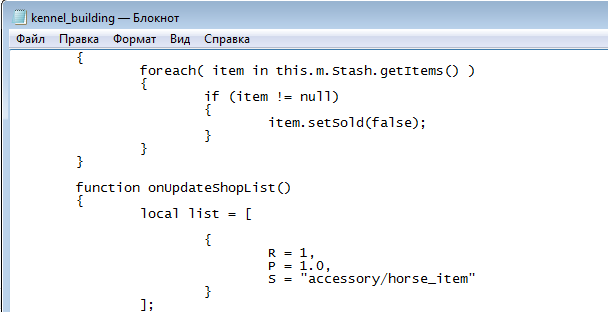 kennel_building — Блокнот
Файл Правка Формат Вид Справка
{
foreach( item in this.m.Stash.getItems() )
{
if (item != null)
{
item.setSold(false);
}
}
}
function onUpdateShopList()
{
local list = [
{
R = 1,
P = 1.0,
S = "accessory/horse_item"
}
];